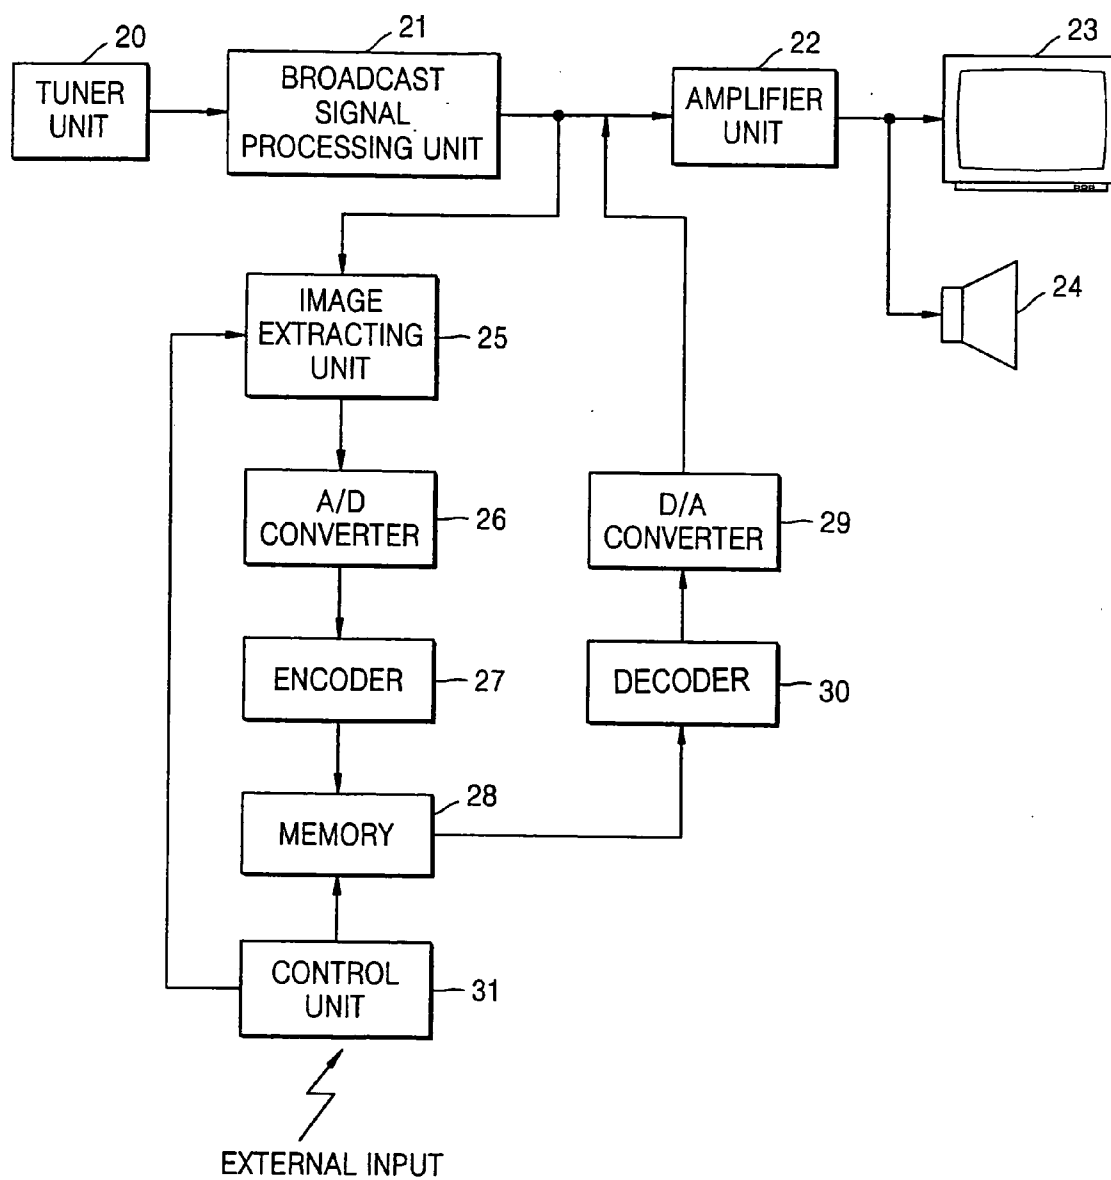 20
21
22
23
TUNER
UNIT
BROADCAST
SIGNAL
PROCESSING UNIT
AMPLIFIER
UNIT
24
IMAGE
EXTRACTING
UNIT
25
A/D
CONVERTER
26
D/A
CONVERTER
29
ENCODER
27
DECODER
30
28
MEMORY
CONTROL
UNIT
31
EXTERNAL INPUT